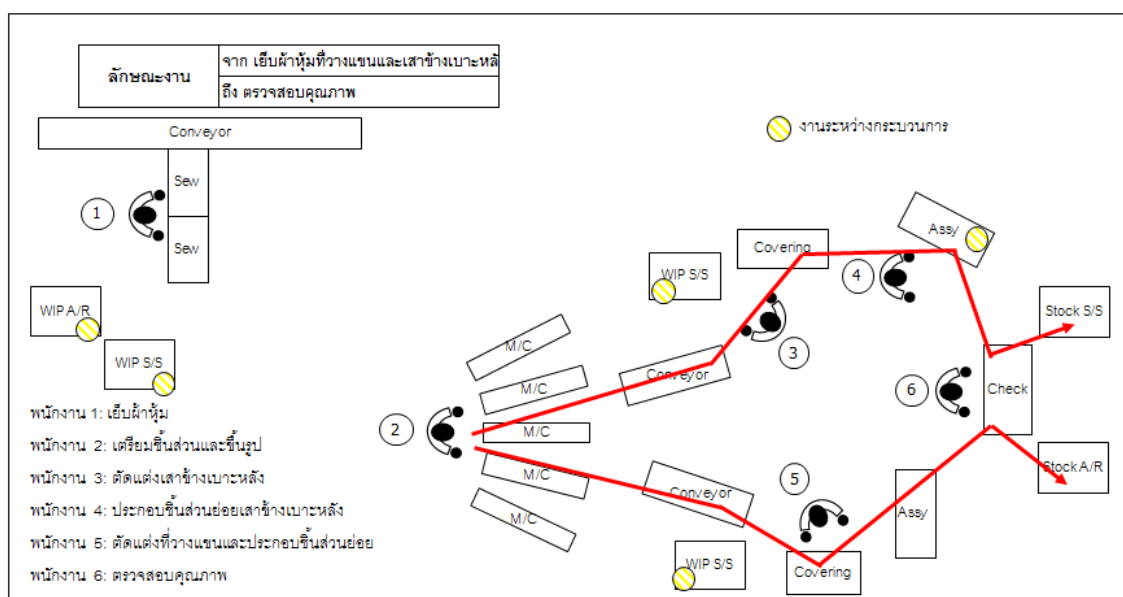 ลักษณะงาน
จาก เย็บผ้าหุ้มที่วางแขนและเสาข้างเบาะหลั
ถึง ตรวจสอบคุณภาพ
Conveyor
งานระหว่างกระบวนการ
Sew
1
Sew
Assy
Covering
4
WIP S/S
WIP A/R
Stock S/S
WIP S/S
M/C
3
Conveyor
M/C
6
Check
2
M/C
M/C
Stock A/R
5
Conveyor
M/C
Assy
WIP S/S
Covering
พนักงาน 1: เย็บผ้าหุ้ม
พนักงาน 2: เตรียมชิ้นส่วนและขึ้นรูป
พนักงาน 3: ตัดแต่งเสาข้างเบาะหลัง
พนักงาน 4: ประกอบชิ้นส่วนย่อยเสาข้างเบาะหลัง
พนักงาน 5: ตัดแต่งที่วางแขนและประกอบชิ้นส่วนย่อย
พนักงาน 6: ตรวจสอบคุณภาพ